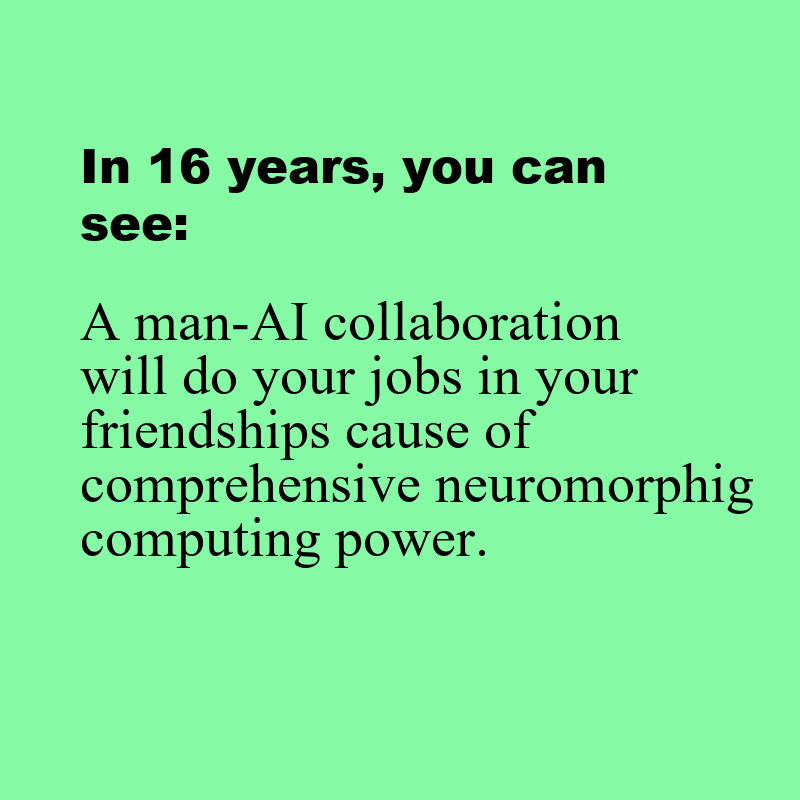 In 16 years, you can
see:
A man-AI collaboration
will do your jobs in your
friendships cause of
comprehensive neuromorphig
computing power.